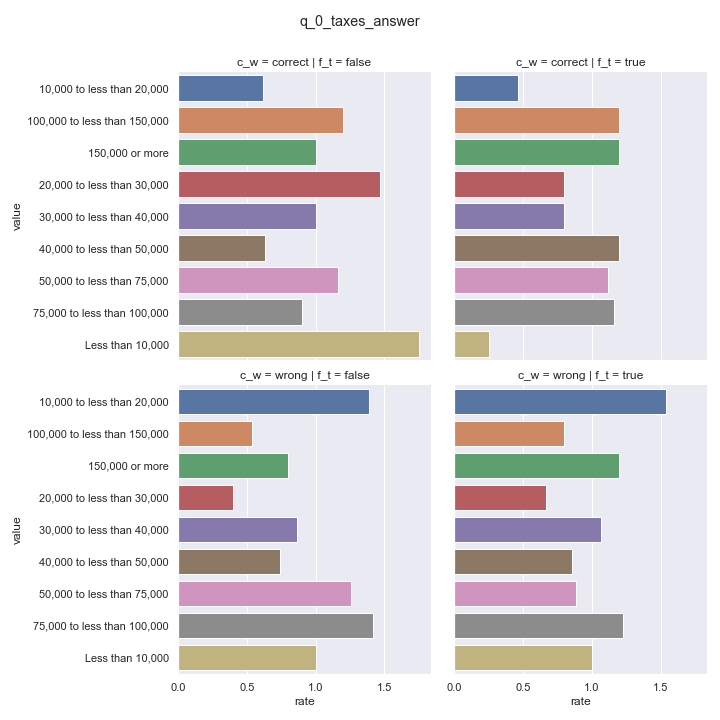 q_0_taxes_answer
c_w = correct | f_t = false
c_w = correct | f_t = true
10,000 to less than 20,000
100,000 to less than 150,000
150,000 or more
20,000 to less than 30,000
30,000 to less than 40,000
40,000 to less than 50,000
50,000 to less than 75,000
75,000 to less than 100,000
Less than 10,000
value
c_w = wrong | f_t = false
c_w = wrong | f_t = true
10,000 to less than 20,000
100,000 to less than 150,000
150,000 or more
20,000 to less than 30,000
30,000 to less than 40,000
40,000 to less than 50,000
50,000 to less than 75,000
75,000 to less than 100,000
Less than 10,000
value
0.0 0.5 1.0 1.5
0.0 0.5 1.0 1.5
rate
rate